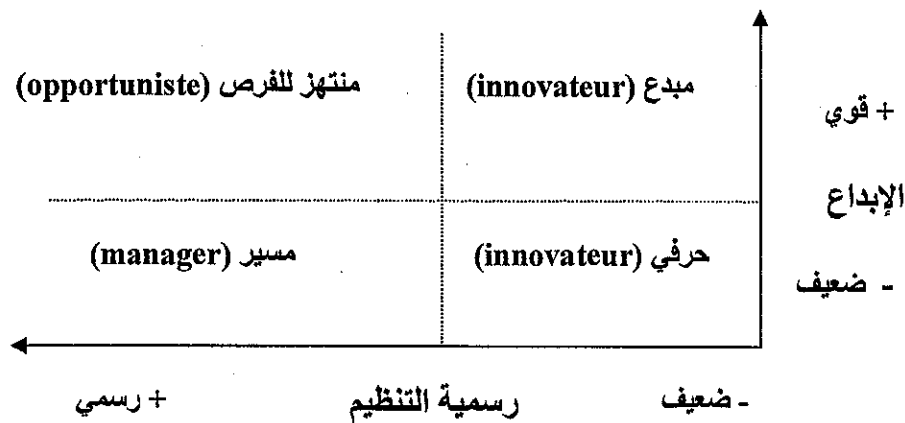 مبدع (innovateur)
منتهز للفرص (opportuniste)
+ قوي
الإبداع
حرفي (innovateur)
مسير (manager)
- ضعيف
- ضعيف
رسمية التنظيم
+ رسمي